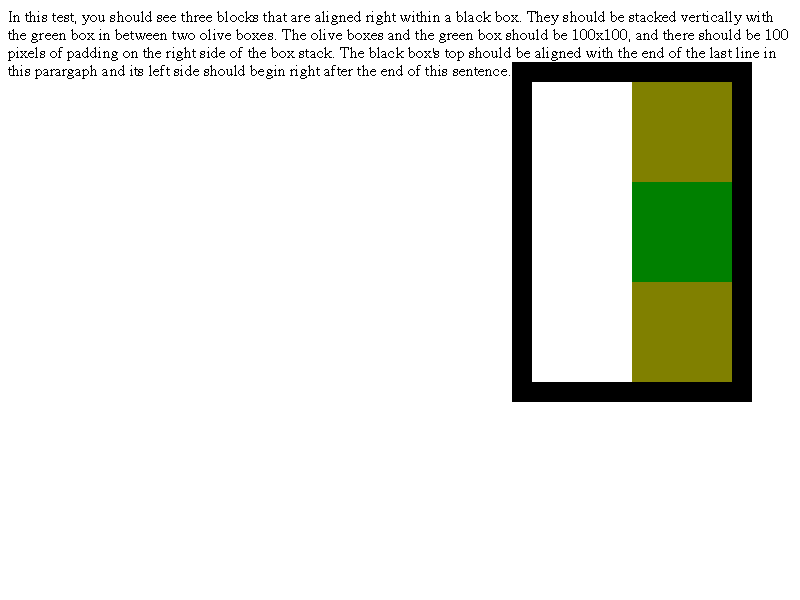 In this test, you should see three blocks that are aligned right within a black box. They should be stacked vertically with
the green box in between two olive boxes. The olive boxes and the green box should be 100x100, and there should be 100
pixels of padding on the right side of the box stack. The black box's top should be aligned with the end of the last line in
this parargaph and its left side should begin right after the end of this sentence.